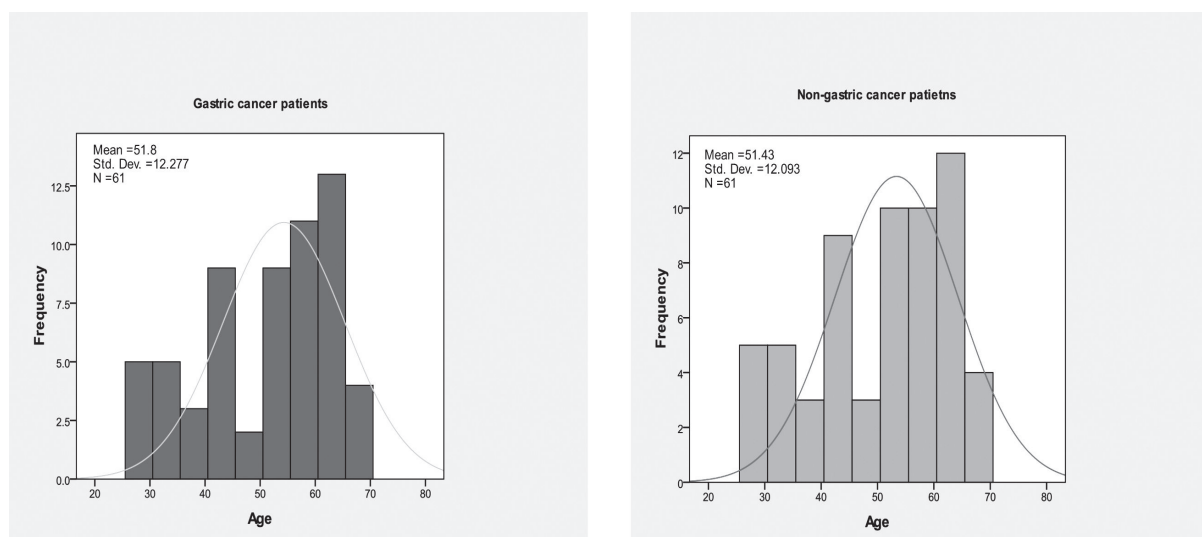 Gastric cancer patients
Mean =51.8
Std. Dev. =12.277
N =61
12.5
10.0
7.5
5.0
2.5
0.0
Frequency
20 30 40 50 60 70 80
Age
Non-gastric cancer patietns
Mean =51.43
Std. Dev. =12.093
N =61
12
10
8
6
4
2
0
Frequency
20 30 40 50 60 70 80
Age